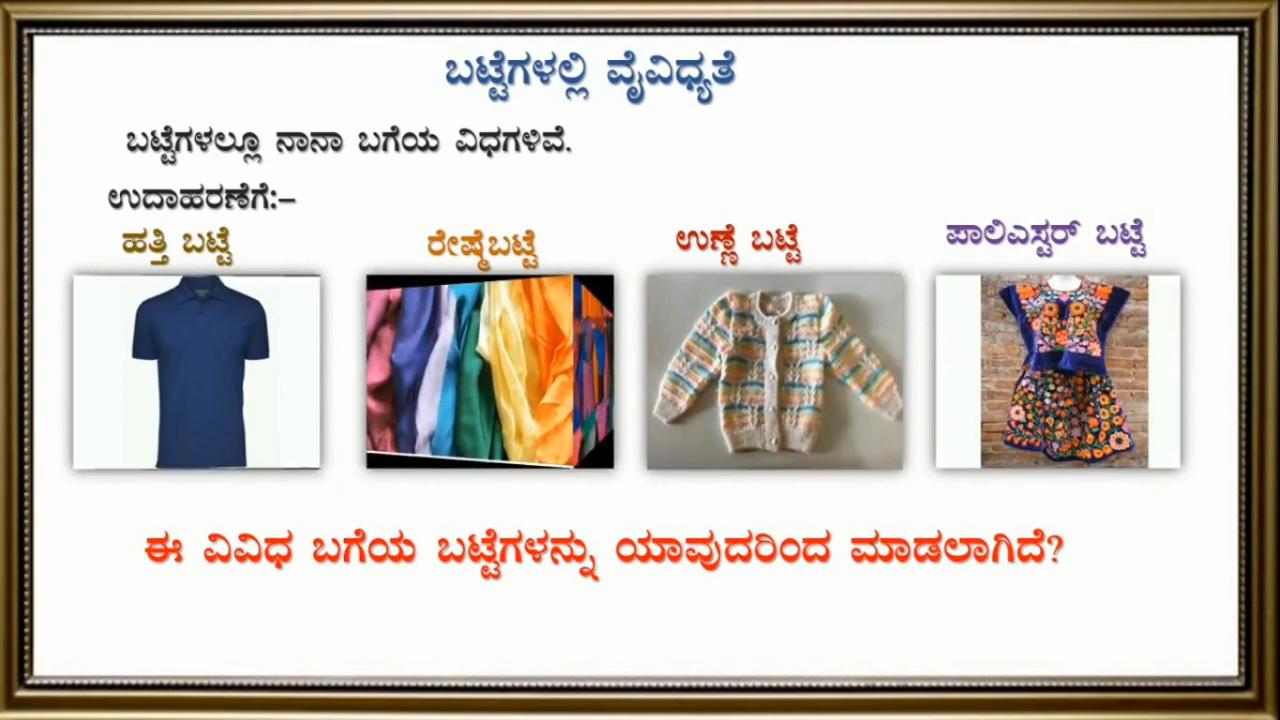 ಬಟ್ಟೆಗಳಲ್ಲಿ ವೈವಿಧ್ಯತೆ
ಬಟ್ಟೆಗಳಲ್ಲೂ ನಾನಾ ಬಗೆಯ ವಿಧಗಳಿವೆ.
ಉದಾಹರಣೆಗೆ:–
ಹತ್ತಿ ಬಟ್ಟೆ ರೇಷ್ಮೆಬಟ್ಟೆ ಉಣ್ಣೆ ಬಟ್ಟೆ ಪಾಲಿಎಸ್ಟರ್ ಬಟ್ಟೆ
ಈ ವಿವಿಧ ಬಗೆಯ ಬಟ್ಟೆಗಳನ್ನು ಯಾವುದರಿಂದ ಮಾಡಲಾಗಿದೆ?